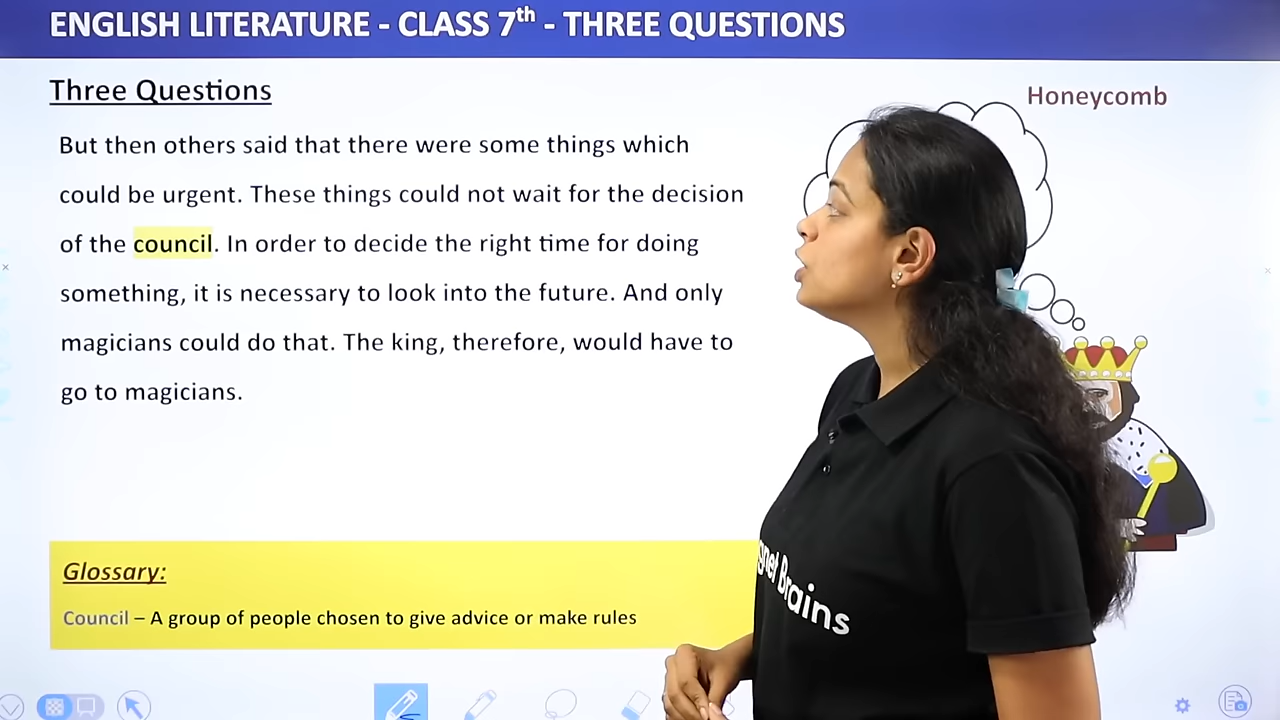 ENGLISH LITERATURE - CLASS 7th - THREE QUESTIONS
Three Questions
Honeycomb
But then others said that there were some things which
could be urgent. These things could not wait for the decision
of the council. In order to decide the right time for doing
something, it is necessary to look into the future. And only
magicians could do that. The king, therefore, would have to
go to magicians.
Glossary:
Council – A group of people chosen to give advice or make rules
gnet Brains